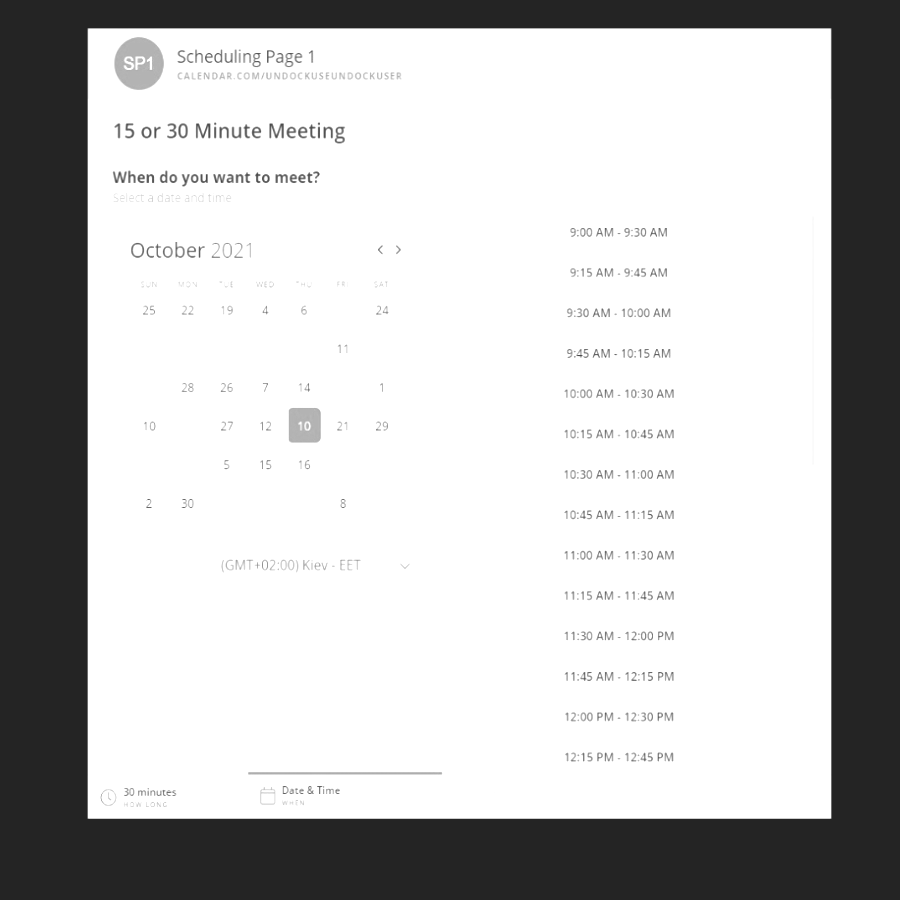 SP1
Scheduling Page 1
CALENDAR.COM/UNDOCKUSEUNDOCKUSER
15 or 30 Minute Meeting
When do you want to meet?
Select a date and time
October 2021
SUN MON TUE WED THU FRI SAT
25 22 19 4 6 24
11
28 26 7 14 1
10 27 12 10 21 29
5 15 16
2 30 8
(GMT+02:00) Kiev - EET
9:00 AM - 9:30 AM
9:15 AM - 9:45 AM
9:30 AM - 10:00 AM
9:45 AM - 10:15 AM
10:00 AM - 10:30 AM
10:15 AM - 10:45 AM
10:30 AM - 11:00 AM
10:45 AM - 11:15 AM
11:00 AM - 11:30 AM
11:15 AM - 11:45 AM
11:30 AM - 12:00 PM
11:45 AM - 12:15 PM
12:00 PM - 12:30 PM
12:15 PM - 12:45 PM
30 minutes
HOW LONG
Date & Time
WHEN